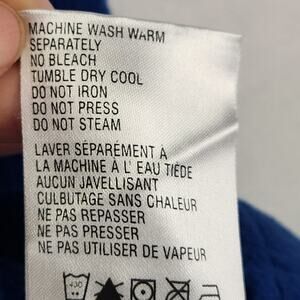 MACHINE WASH WARM
SEPARATELY
NO BLEACH
TUMBLE DRY COOL
DO NOT IRON
DO NOT PRESS
DO NOT STEAM
LAVER SÉPARÉMENT À
LA MACHINE À L' EAU TIÈDE
AUCUN JAVELLISANT
CULBUTAGE SANS CHALEUR
NE PAS REPASSER
NE PAS PRESSER
NE PAS UTILISER DE VAPEUR